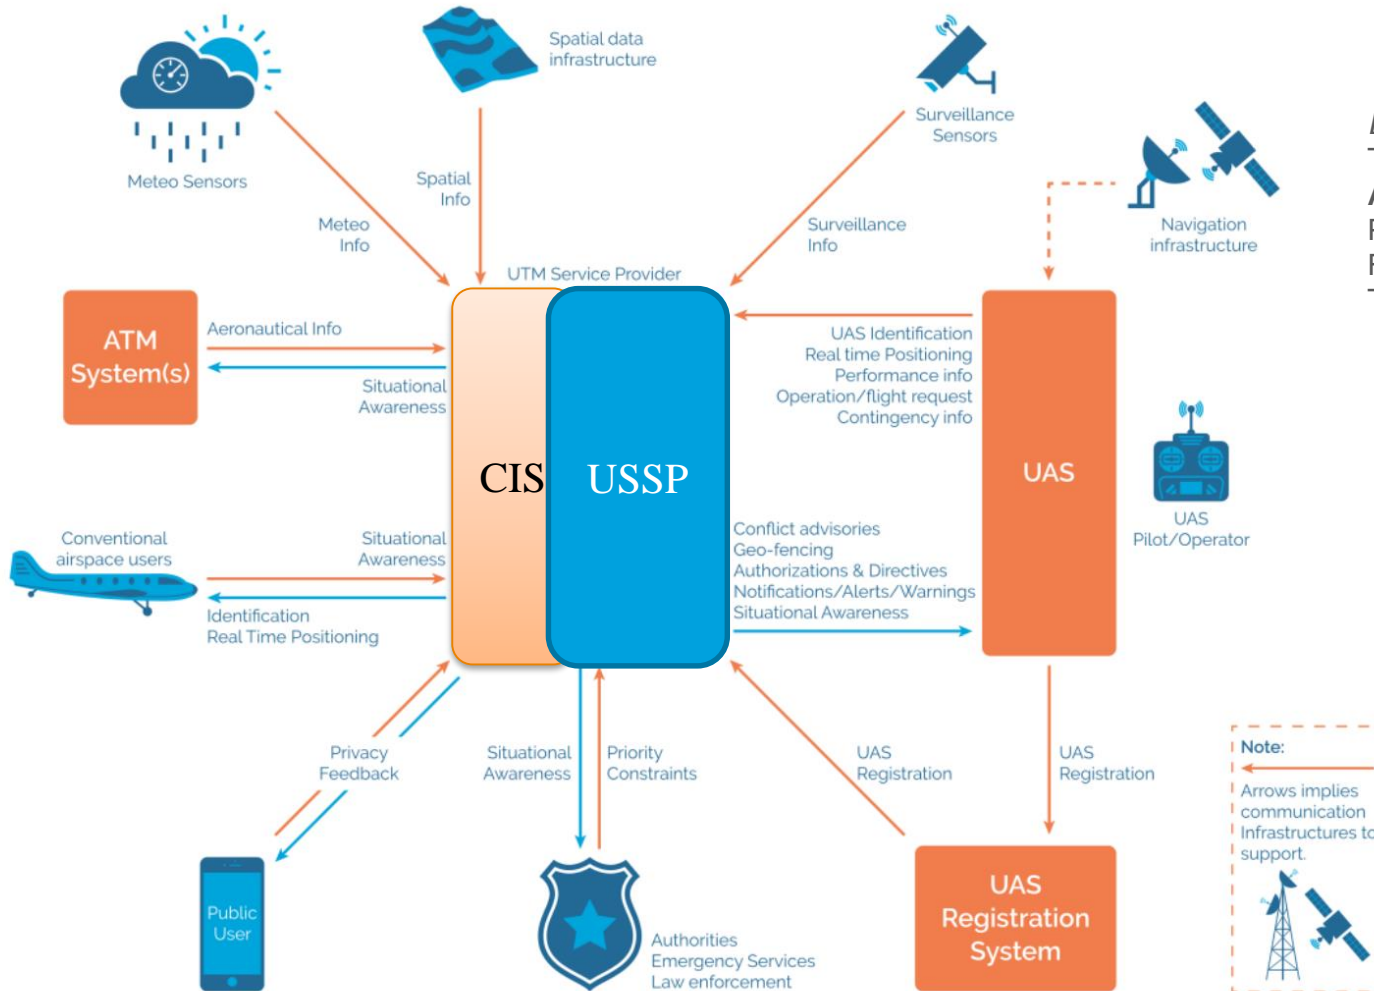 Spatial data
infrastructure
Surveillance
Sensors
Meteo Sensors
Spatial
Info
Meteo
Info
Surveillance
Info
Navigation
infrastructure
UTM Service Provider
ATM
System(s)
Aeronautical Info
Situational
Awareness
CIS
USSP
UAS Identification
Real time Positioning
Performance info
Operation/flight request
Contingency info
UAS
UAS
Pilot/Operator
Conventional
airspace users
Situational
Awareness
Identification
Real Time Positioning
Conflict advisories
Geo-fencing
Authorizations & Directives
Notifications/Alerts/Warnings
Situational Awareness
Privacy
Feedback
Situational
Awareness
Priority
Constraints
UAS
Registration
UAS
Registration
Note:
Arrows implies
communication
Infrastructures to
support.
Public
User
Authorities
Emergency Services
Law enforcement
UAS
Registration
System